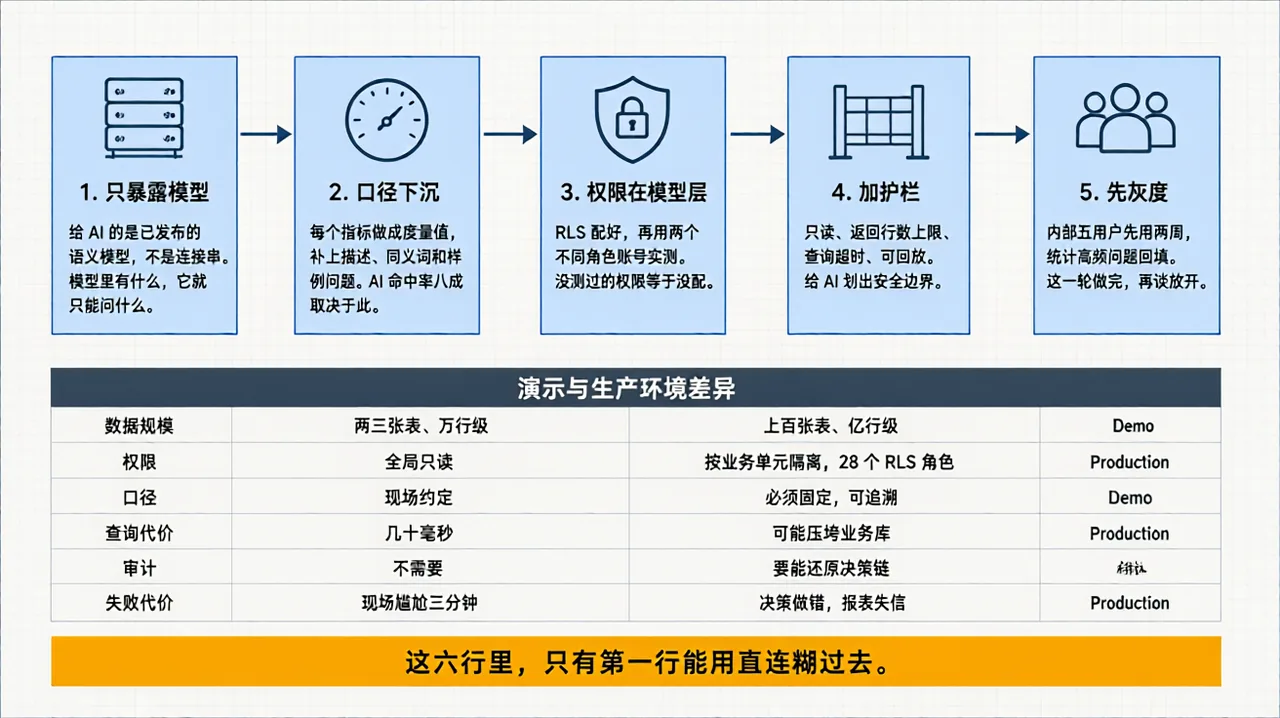 1. 只暴露模型
给 AI 的是已发布的
语义模型，不是连接串。
模型里有什么，它就
只能问什么。
2. 口径下沉
每个指标做成度量值，
补上描述、同义词和样
例问题。AI 命中率八成
取决于此。
3. 权限在模型层
RLS 配好，再用两个
不同角色账号实测。
没测过的权限等于没配。
4. 加护栏
只读、返回行数上限、
查询超时、可回放。
给 AI 划出安全边界。
5. 先灰度
内部五用户先用两周，
统计高频问题回填。
这一轮做完，再谈放开。
演示与生产环境差异
数据规模 两三张表、万行级 上百张表、亿行级 Demo
权限 全局只读 按业务单元隔离，28 个 RLS 角色 Production
口径 现场约定 必须固定，可追溯 Demo
查询代价 几十毫秒 可能压垮业务库 Production
审计 不需要 要能还原决策链
失败代价 现场尴尬三分钟 决策做错，报表失信 Production
这六行里，只有第一行能用直连糊过去。